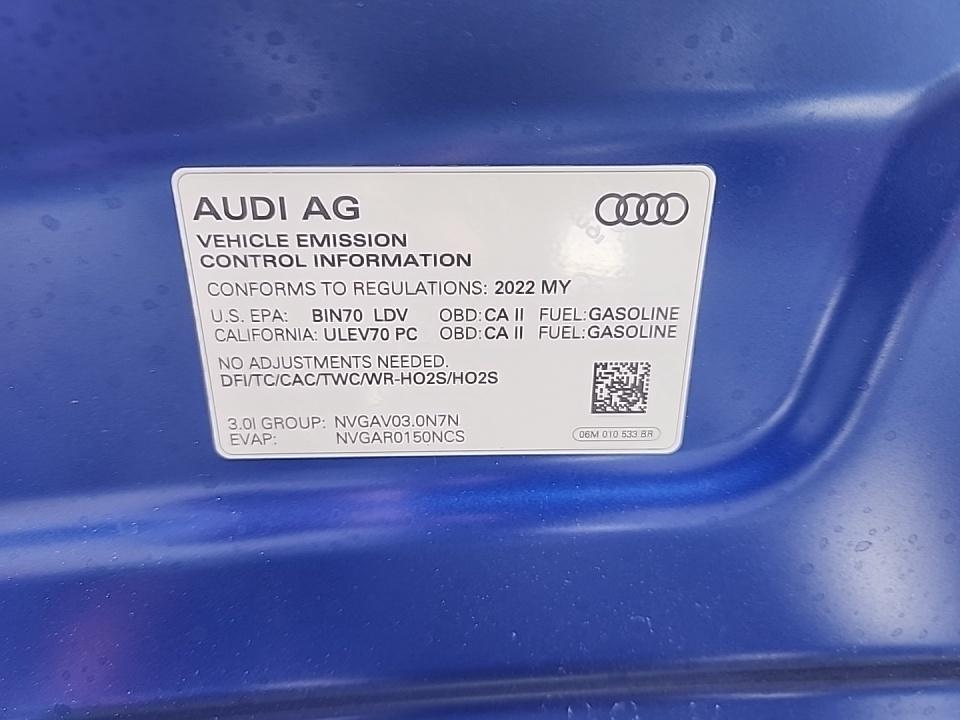 AUDI AG
VEHICLE EMISSION
CONTROL INFORMATION
CONFORMS TO REGULATIONS: 2022 MY
U.S. EPA: BIN70 LDV OBD:CA II FUEL:GASOLINE
CALIFORNIA: ULEV70 PC OBD:CA II FUEL:GASOLINE
NO ADJUSTMENTS NEEDED.
DFI/TC/CAC/TWC/WR-HO2S/HO2S
3.0l GROUP: NVGAV03.0N7N
EVAP: NVGAR0150NCS
06M 010 533 BR